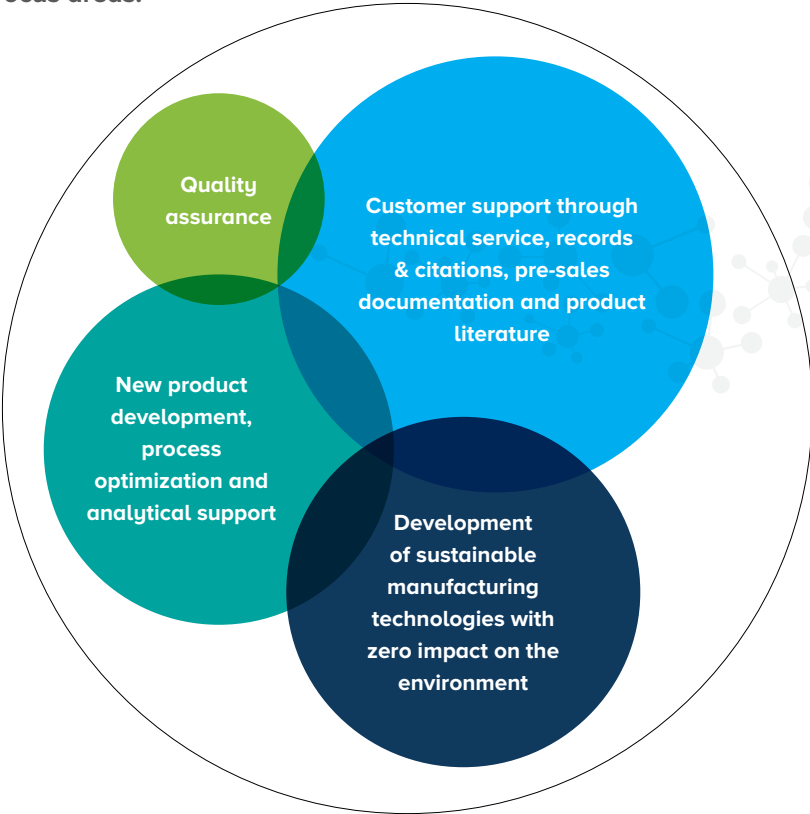 areas.
Quality
assurance
Customer support through
technical service, records
& citations, pre-sales
documentation and product
literature
New product
development,
process
optimization and
analytical support
Development
of sustainable
manufacturing
technologies with
zero impact on the
environment